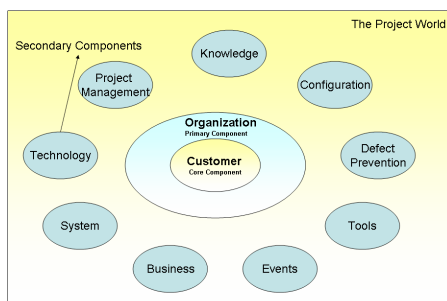 The Project World
Secondary Components
Knowledge
Project
Management
Configuration
Organization
Primary Component
Technology
Customer
Core Component
Defect
Prevention
System
Tools
Business
Events